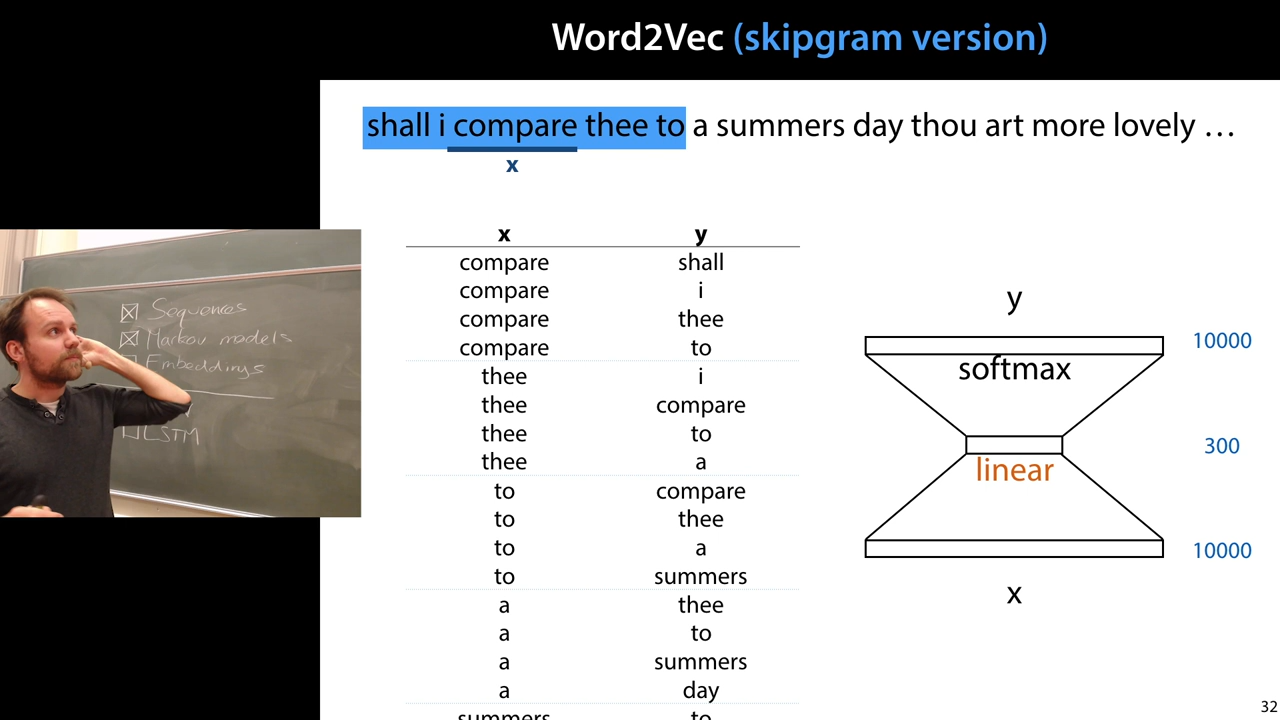 Word2Vec (skipgram version)
shall i compare thee to a summers day thou art more lovely …
x
x y
compare shall
compare i
compare thee
compare to
thee i
thee compare
thee to
thee a
to compare
to thee
to a
to summers
a thee
a to
a summers
a day
summers to
y
10000
softmax
300
linear
10000
x
32
Sequences
Markov models
Embeddings
LSTM